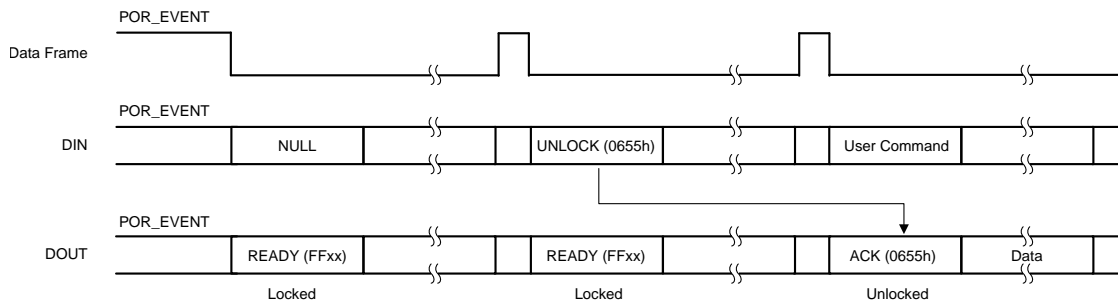 POR_EVENT
Data Frame
POR_EVENT
DIN
NULL
UNLOCK (0655h)
User Command
POR_EVENT
DOUT
READY (FFxx)
READY (FFxx)
ACK (0655h)
Data
Locked
Locked
Unlocked